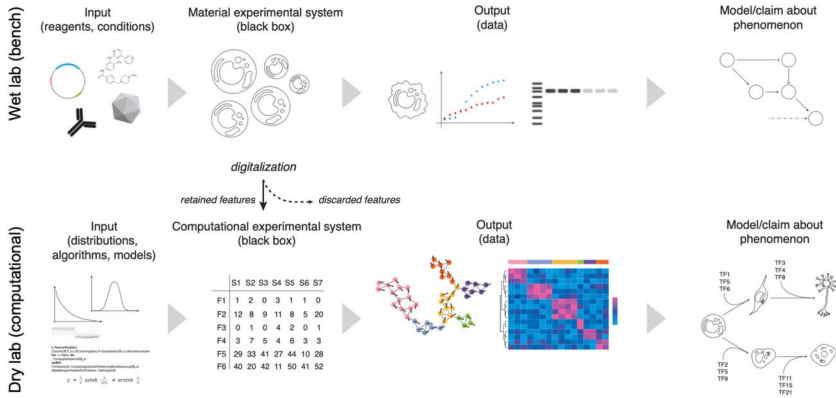 Wet lab (bench)
Input
(reagents, conditions)
Material experimental system
(black box)
Output
(data)
Model/claim about
phenomenon
digitalization
retained features
discarded features
Dry lab (computational)
Input
(distributions,
algorithms, models)
Computational experimental system
(black box)
Output
(data)
Model/claim about
phenomenon
S1 S2 S3 S4 S5 S6 S7
F1 1 2 0 3 1 1 0
F2 12 8 9 11 8 5 20
F3 0 1 0 4 2 0 1
F4 3 7 5 4 6 3 3
F5 29 33 41 27 44 10 28
F6 40 20 42 11 50 41 52
TF1
TF5
TF6
TF3
TF4
TF8
TF2
TF5
TF9
TF11
TF15
TF21